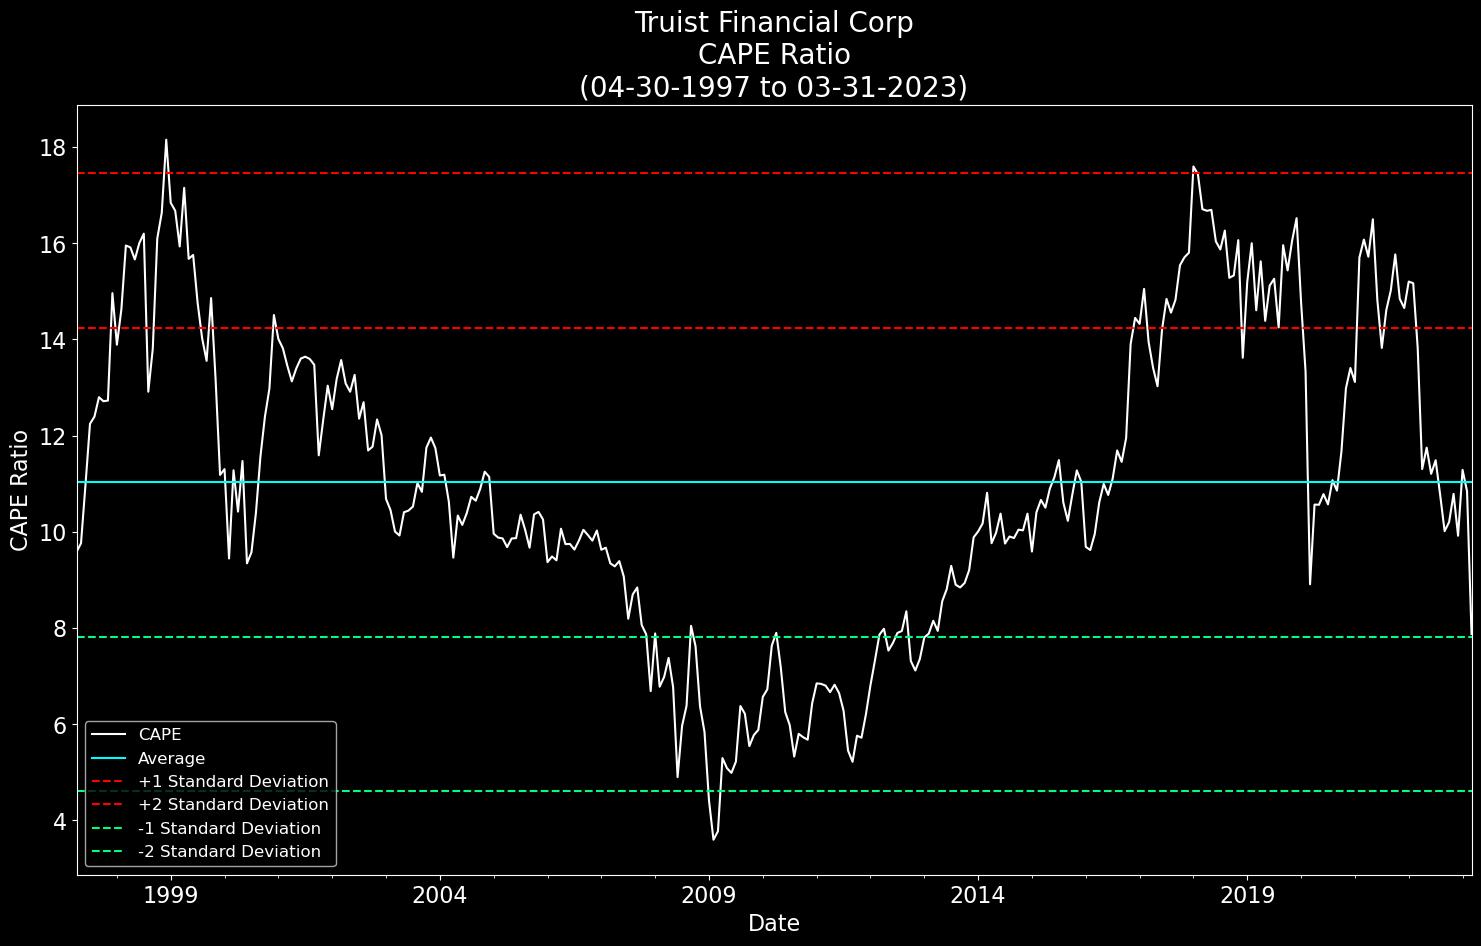 Truist Financial Corp
CAPE Ratio
(04-30-1997 to 03-31-2023)
CAPE Ratio
18
16
14
12
10
8
6
4
CAPE
Average
+1 Standard Deviation
+2 Standard Deviation
-1 Standard Deviation
-2 Standard Deviation
1999 2004 2009 2014 2019
Date